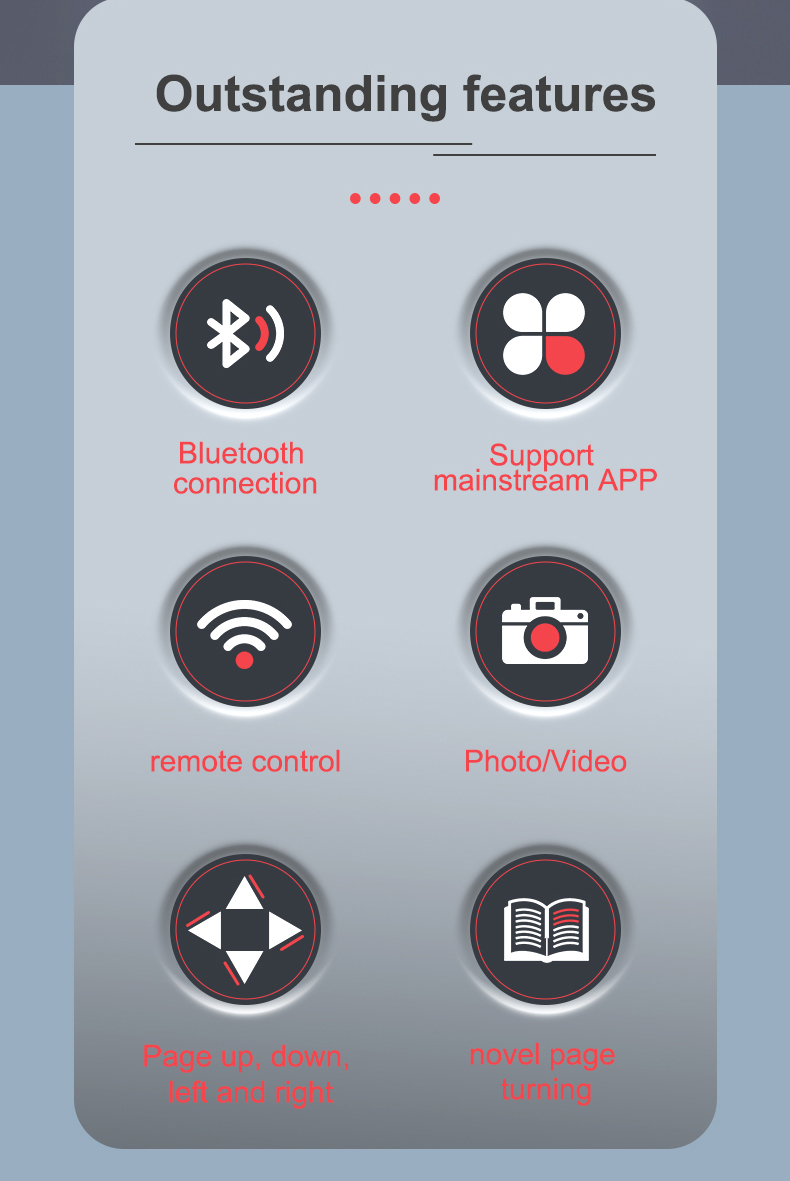 Outstanding features
Bluetooth
connection
Support
mainstream APP
remote control
Photo/Video
Page up, down,
left and right
novel page
turning